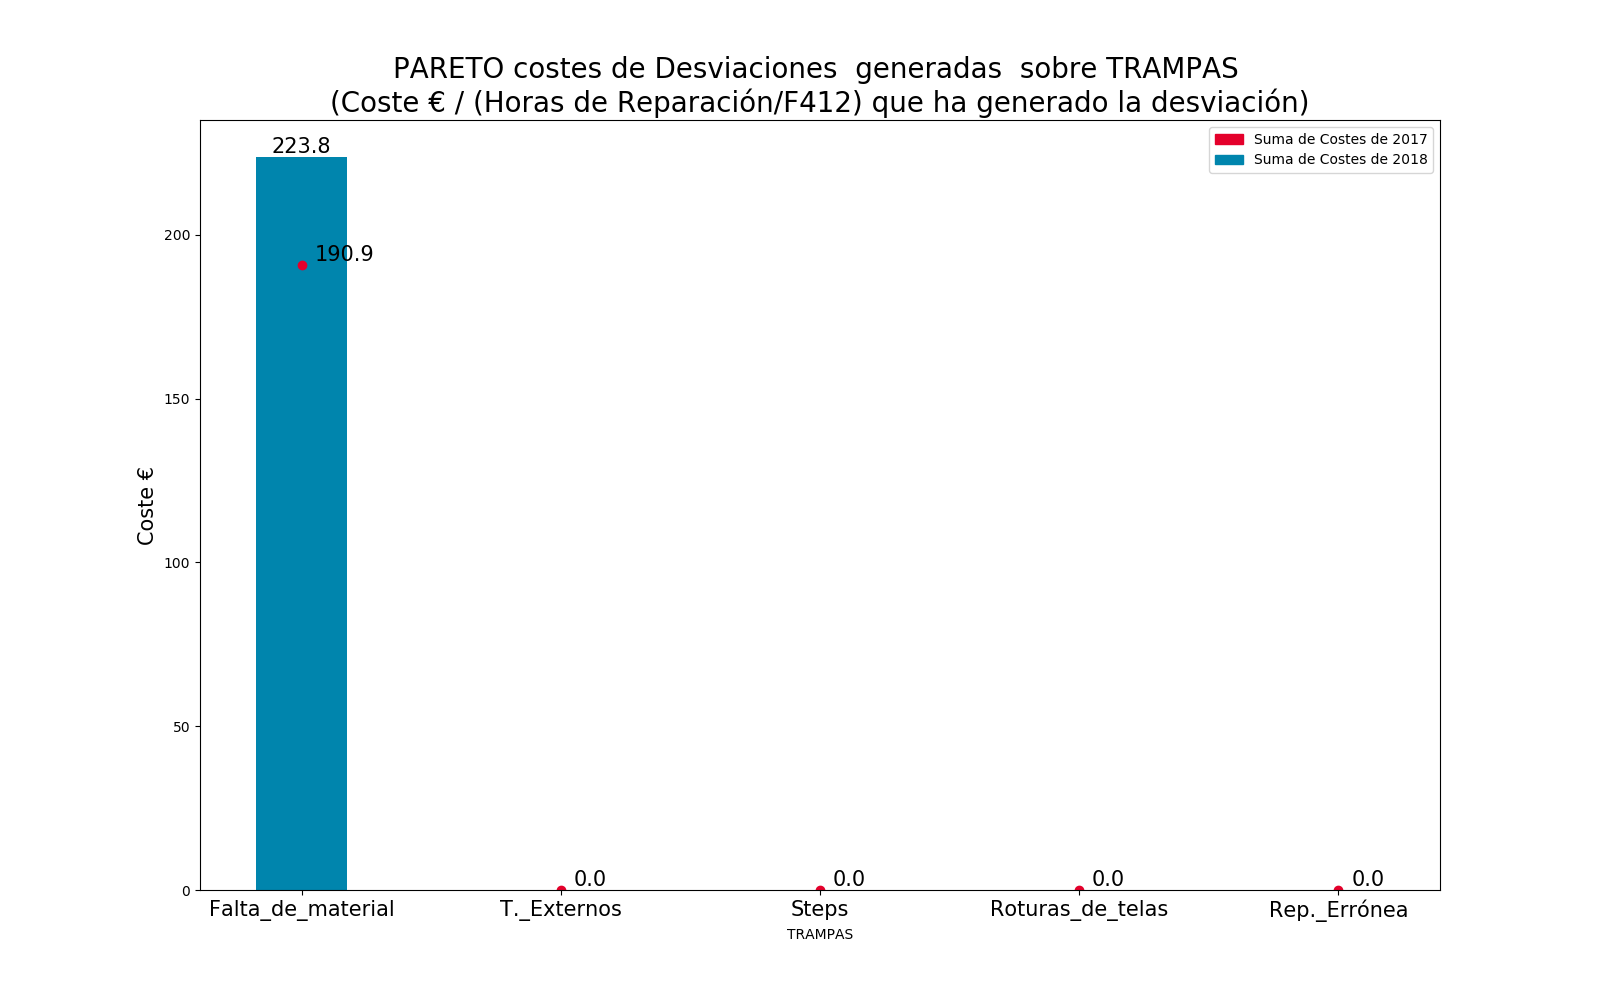 PARETO costes de Desviaciones  generadas  sobre TRAMPAS
(Coste € / (Horas de Reparación/F412) que ha generado la desviación)
Suma de Costes de 2017
Suma de Costes de 2018
223.8
190.9
200
150
100
50
0
Coste €
0.0
0.0
0.0
0.0
Falta_de_material
T._Externos
Steps
Roturas_de_telas
Rep._Errónea
TRAMPAS